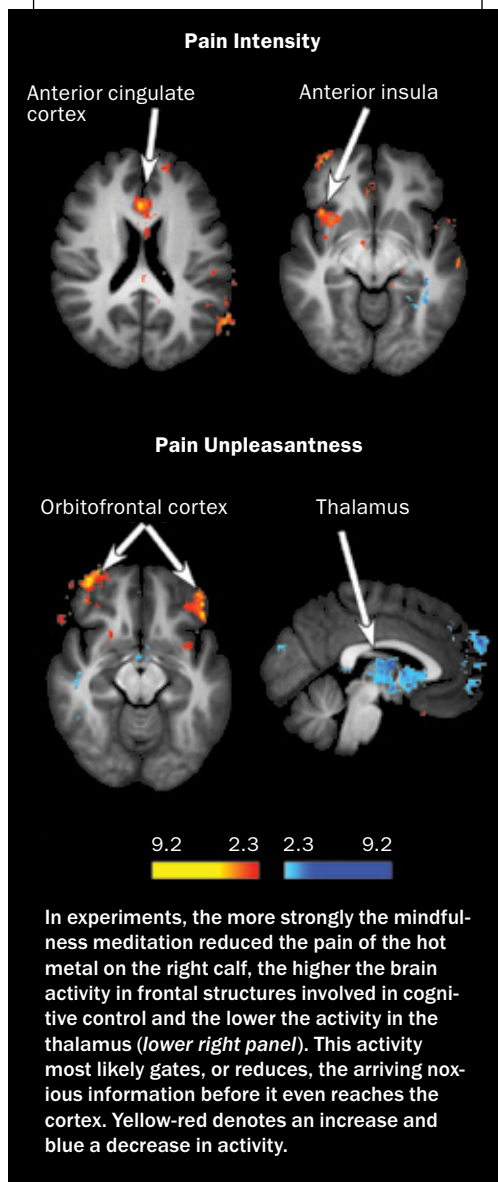 Pain Intensity
Anterior cingulate
cortex
Anterior insula
Pain Unpleasantness
Orbitofrontal cortex
Thalamus
9.2 2.3 2.3 9.2
In experiments, the more strongly the mindful-
ness meditation reduced the pain of the hot
metal on the right calf, the higher the brain
activity in frontal structures involved in cogni-
tive control and the lower the activity in the
thalamus (lower right panel). This activity
most likely gates, or reduces, the arriving nox-
ious information before it even reaches the
cortex. Yellow-red denotes an increase and
blue a decrease in activity.